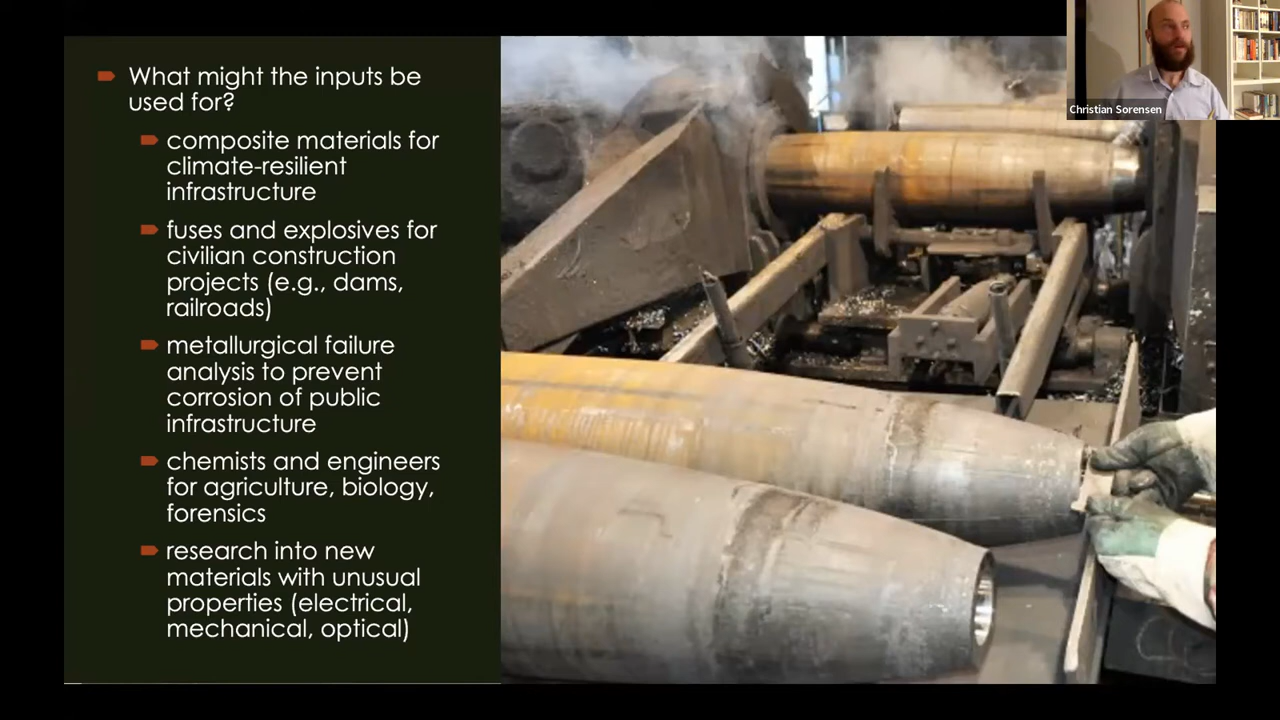 What might the inputs be
used for?
composite materials for
climate-resilient
infrastructure
fuses and explosives for
civilian construction
projects (e.g., dams,
railroads)
metallurgical failure
analysis to prevent
corrosion of public
infrastructure
chemists and engineers
for agriculture, biology,
forensics
research into new
materials with unusual
properties (electrical,
mechanical, optical)
Christian Sorensen